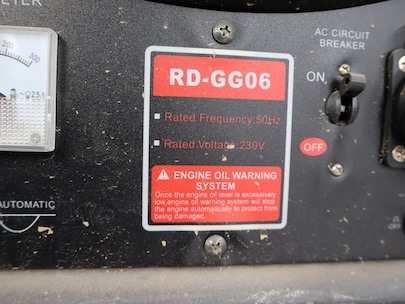 METER
200
300
AC CIRCUIT
BREAKER
RD-GG06
ON
Rated Frequency 50Hz
Rated Voltage 230V
OFF
ENGINE OIL WARNING
SYSTEM
Once the engine oil level is excessively
low, engine oil warning system will stop
the engine automatically to protect from
being damaged.
AUTOMATIC